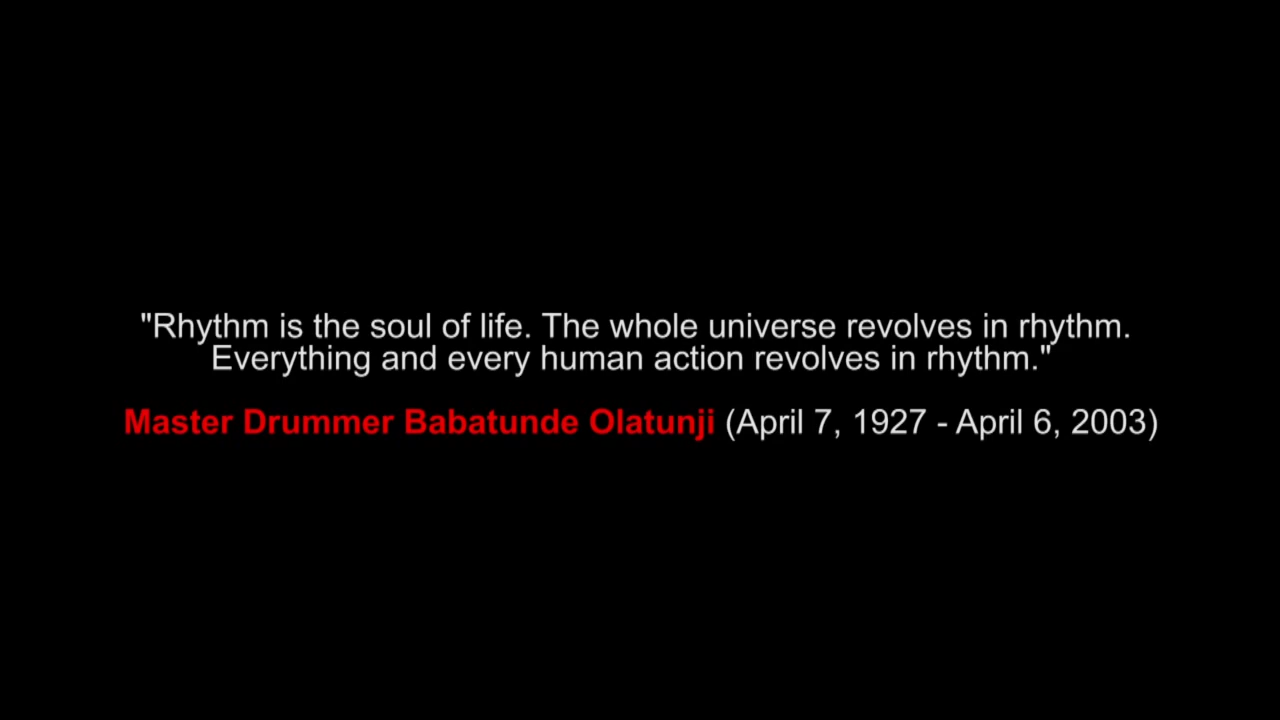 "Rhythm is the soul of life. The whole universe revolves in rhythm.
Everything and every human action revolves in rhythm."
Master Drummer Babatunde Olatunji (April 7, 1927 - April 6, 2003)